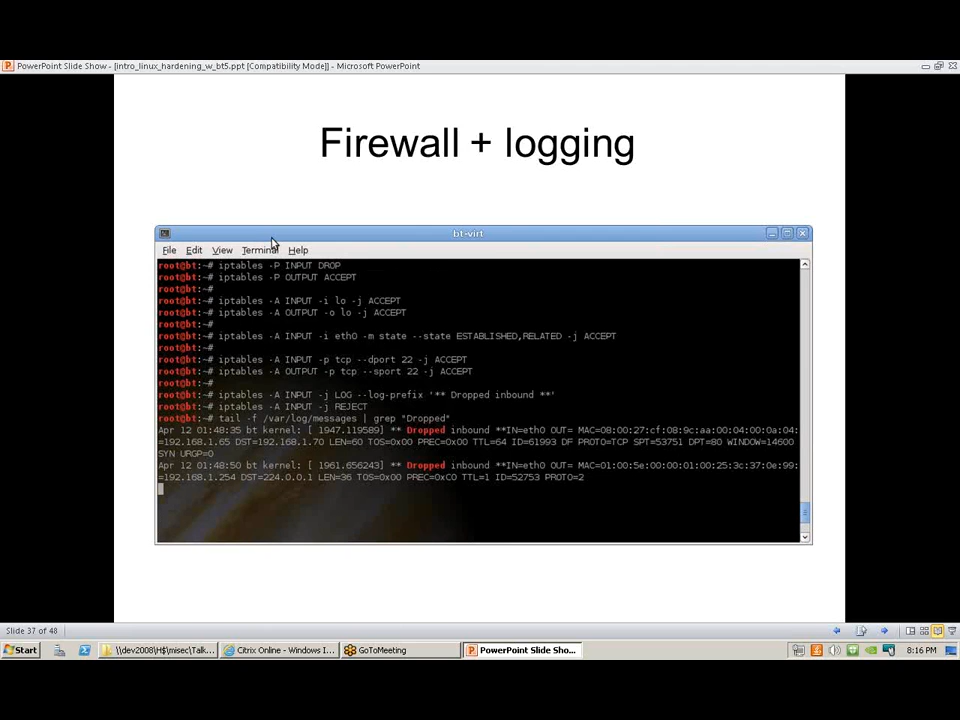 PowerPoint Slide Show - [intro_linux_hardening_w_bt5.ppt [Compatibility Mode]] - Microsoft PowerPoint
Firewall + logging
bt-virt
File Edit View Terminal Help
root@bt:~# iptables -P INPUT DROP
root@bt:~# iptables -P OUTPUT ACCEPT
root@bt:~#
root@bt:~# iptables -A INPUT -i lo -j ACCEPT
root@bt:~# iptables -A OUTPUT -o lo -j ACCEPT
root@bt:~#
root@bt:~# iptables -A INPUT -i eth0 -m state --state ESTABLISHED,RELATED -j ACCEPT
root@bt:~#
root@bt:~# iptables -A INPUT -p tcp --dport 22 -j ACCEPT
root@bt:~# iptables -A OUTPUT -p tcp --sport 22 -j ACCEPT
root@bt:~#
root@bt:~# iptables -A INPUT -j LOG --log-prefix '** Dropped inbound **'
root@bt:~# iptables -A INPUT -j REJECT
root@bt:~# tail -f /var/log/messages | grep "Dropped"
Apr 12 01:48:35 bt kernel: [ 1947.119589] ** Dropped inbound **IN=eth0 OUT= MAC=08:00:27:cf:08:9c:aa:00:04:00:0a:04:
=192.168.1.65 DST=192.168.1.70 LEN=60 TOS=0x00 PREC=0x00 TTL=64 ID=61993 DF PROTO=TCP SPT=53751 DPT=80 WINDOW=14600
SYN URGP=0
Apr 12 01:48:50 bt kernel: [ 1961.656243] ** Dropped inbound **IN=eth0 OUT= MAC=01:00:5e:00:00:01:00:25:3c:37:0e:99:
=192.168.1.254 DST=224.0.0.1 LEN=36 TOS=0x00 PREC=0xC0 TTL=1 ID=52753 PROTO=2
Slide 37 of 48
Start \\dev2008\H$\misec\Talk... Citrix Online - Windows I... GoToMeeting PowerPoint Slide Sho... 8:16 PM